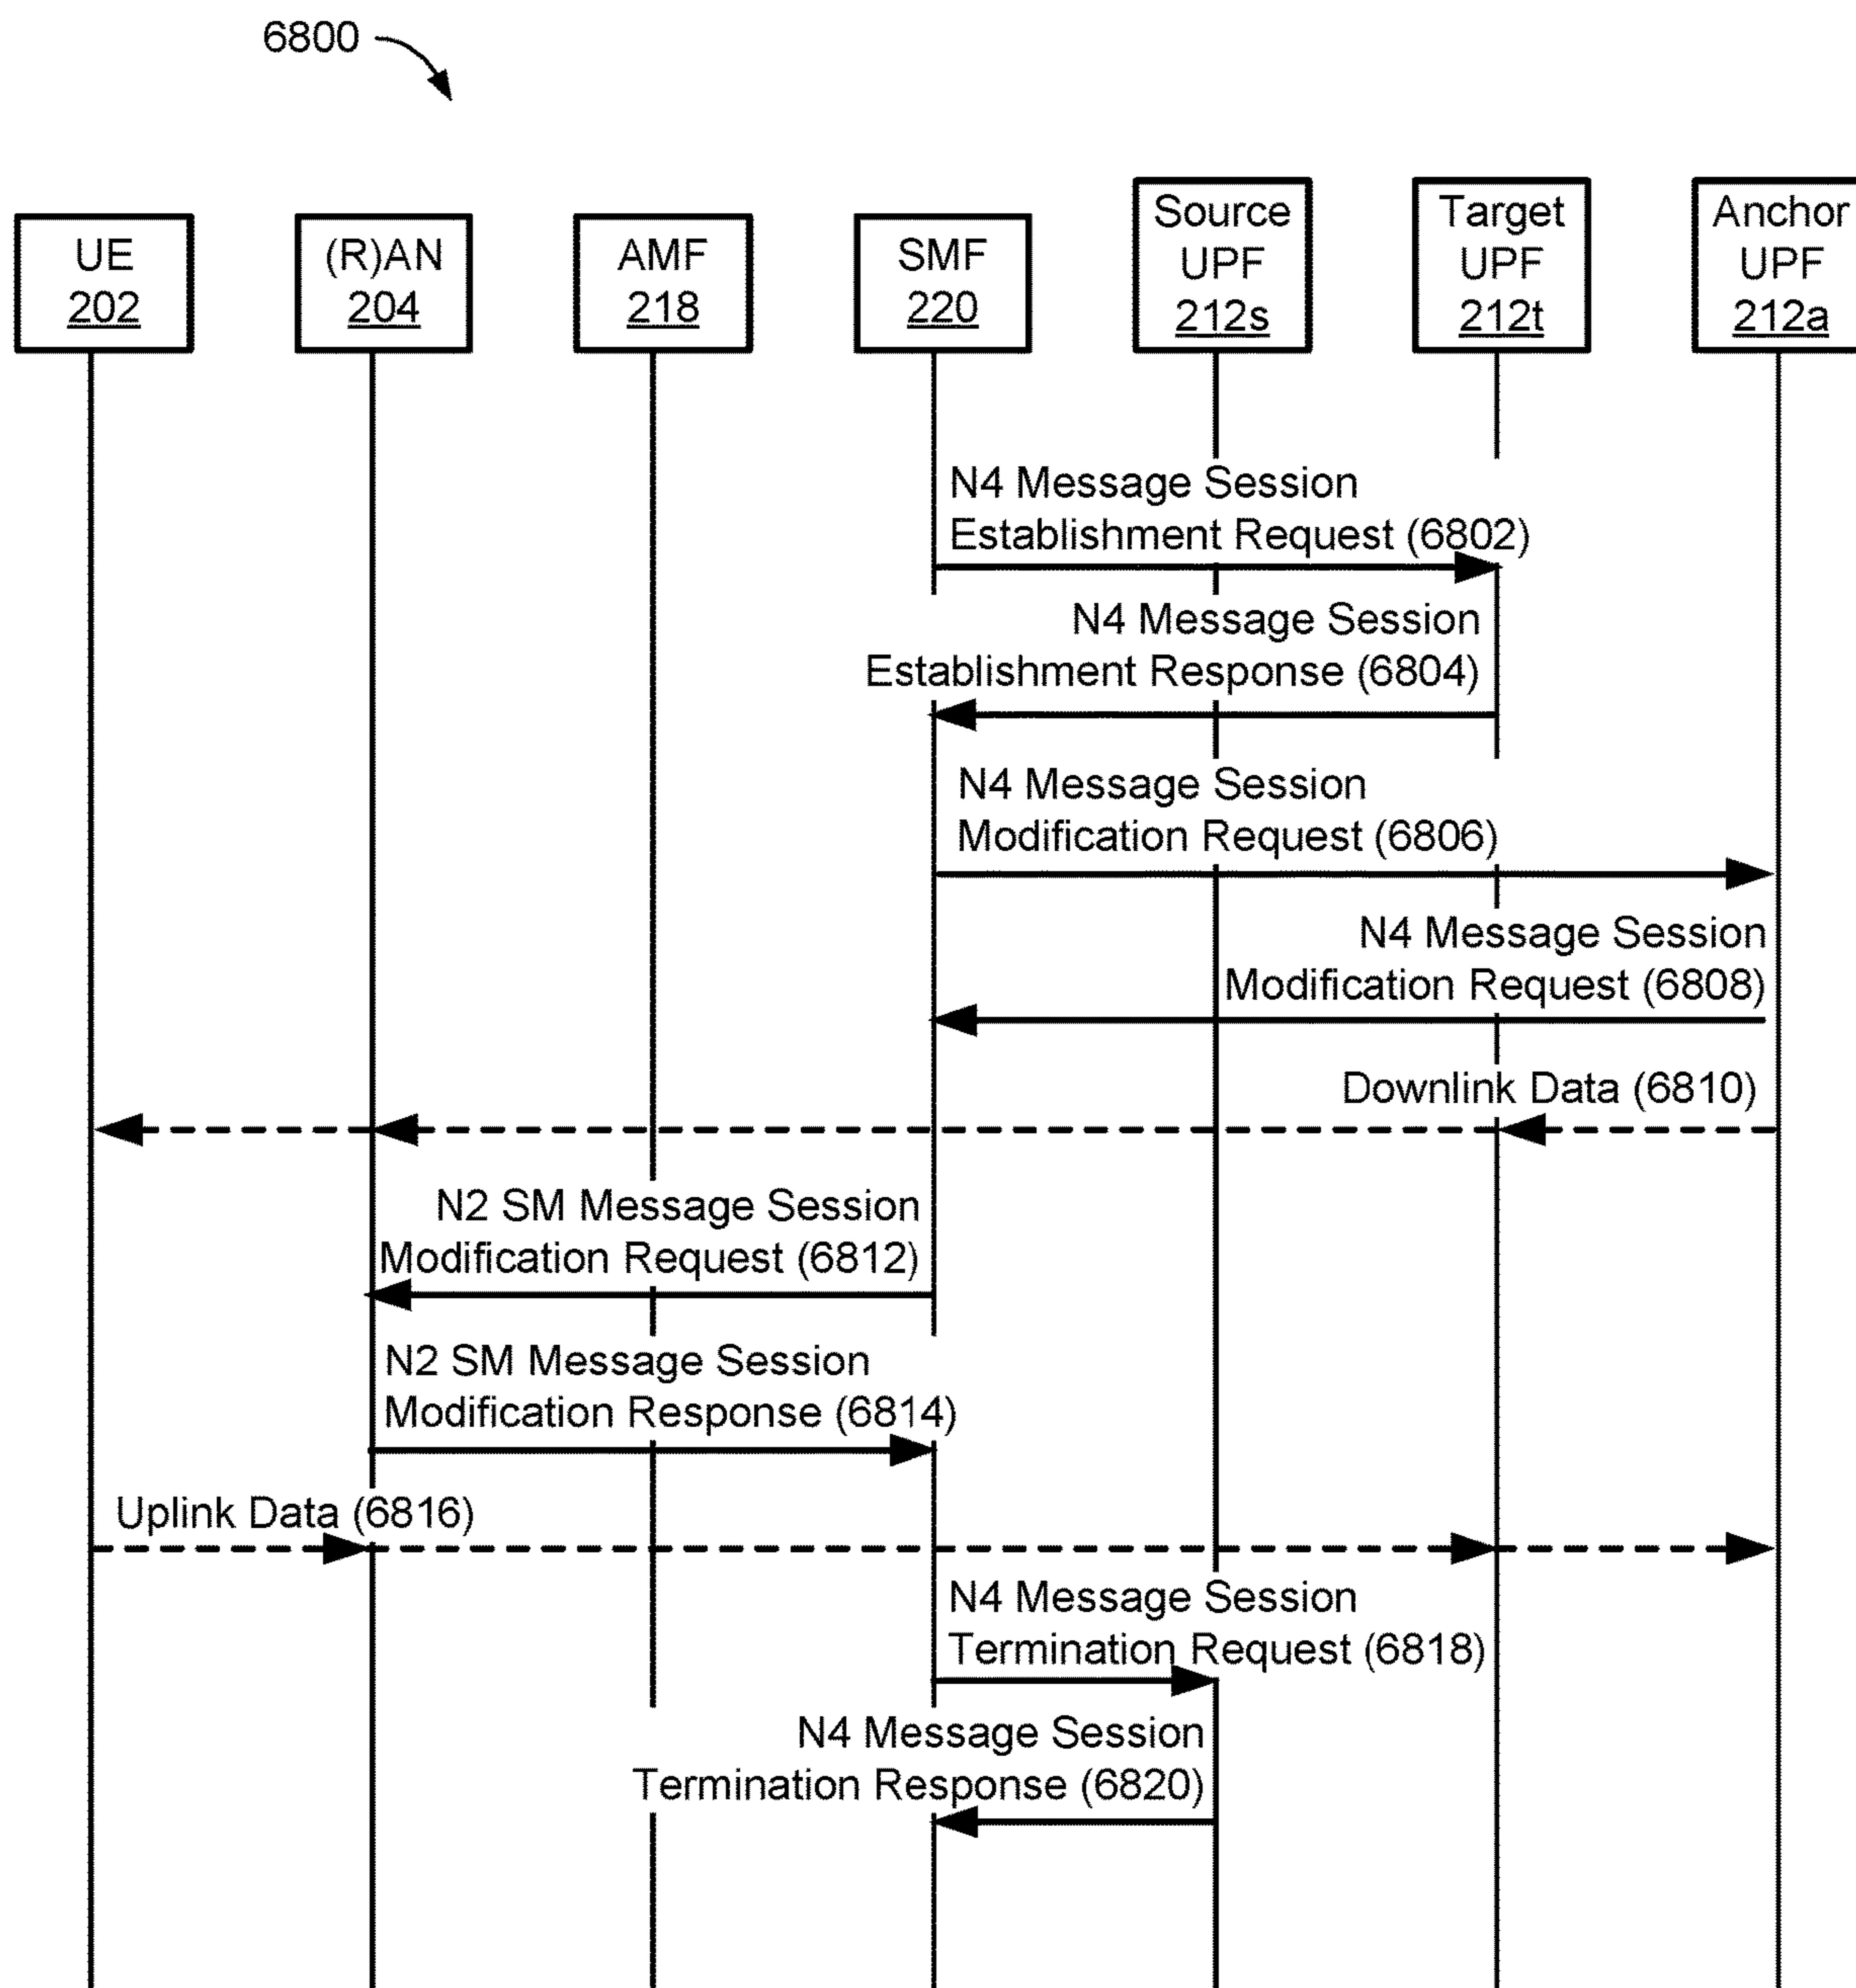 6800
UE
202
(R)AN
204
AMF
218
SMF
220
Source
UPF
212s
Target
UPF
212t
Anchor
UPF
212a
N4 Message Session
Establishment Request (6802)
N4 Message Session
Establishment Response (6804)
N4 Message Session
Modification Request (6806)
N4 Message Session
Modification Request (6808)
Downlink Data (6810)
N2 SM Message Session
Modification Request (6812)
N2 SM Message Session
Modification Response (6814)
Uplink Data (6816)
N4 Message Session
Termination Request (6818)
N4 Message Session
Termination Response (6820)